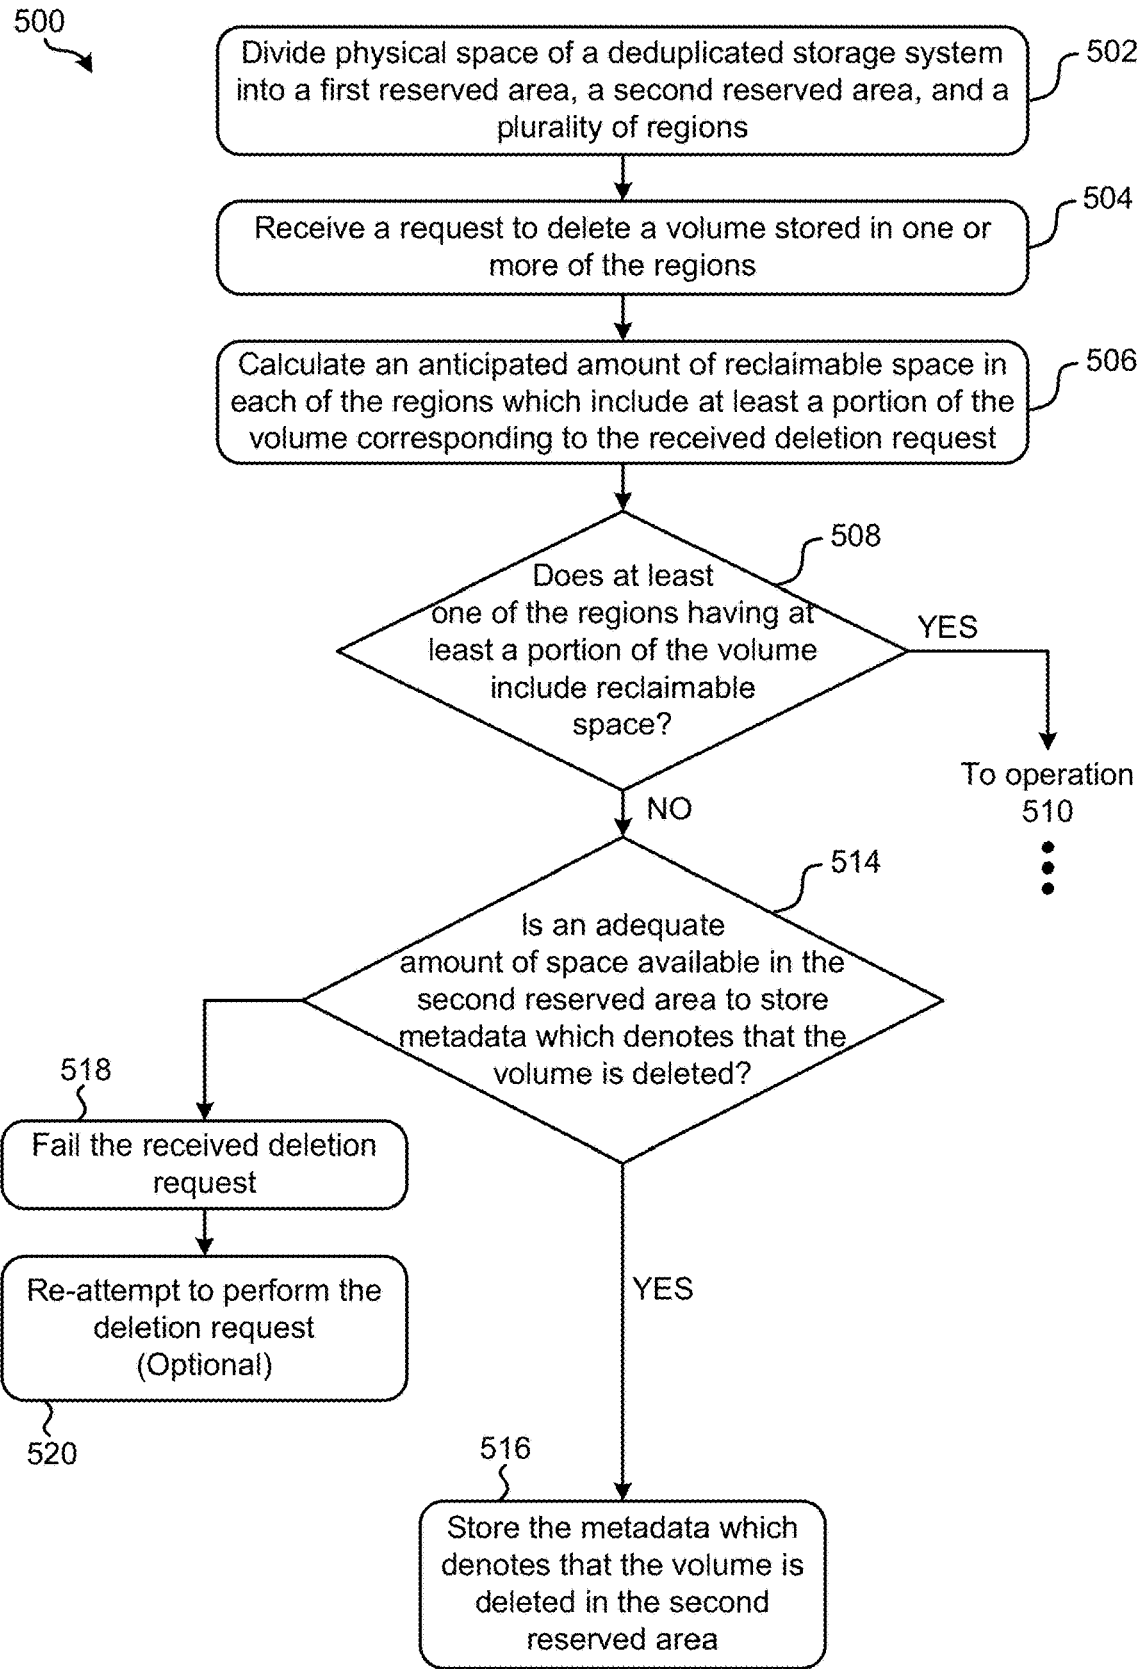 500
Divide physical space of a deduplicated storage system
into a first reserved area, a second reserved area, and a
plurality of regions
502
Receive a request to delete a volume stored in one or
more of the regions
504
Calculate an anticipated amount of reclaimable space in
each of the regions which include at least a portion of the
volume corresponding to the received deletion request
506
Does at least
one of the regions having at
least a portion of the volume
include reclaimable
space?
508
YES
To operation
510
NO
Is an adequate
amount of space available in the
second reserved area to store
metadata which denotes that the
volume is deleted?
514
518
Fail the received deletion
request
Re-attempt to perform the
deletion request
(Optional)
520
YES
516
Store the metadata which
denotes that the volume is
deleted in the second
reserved area